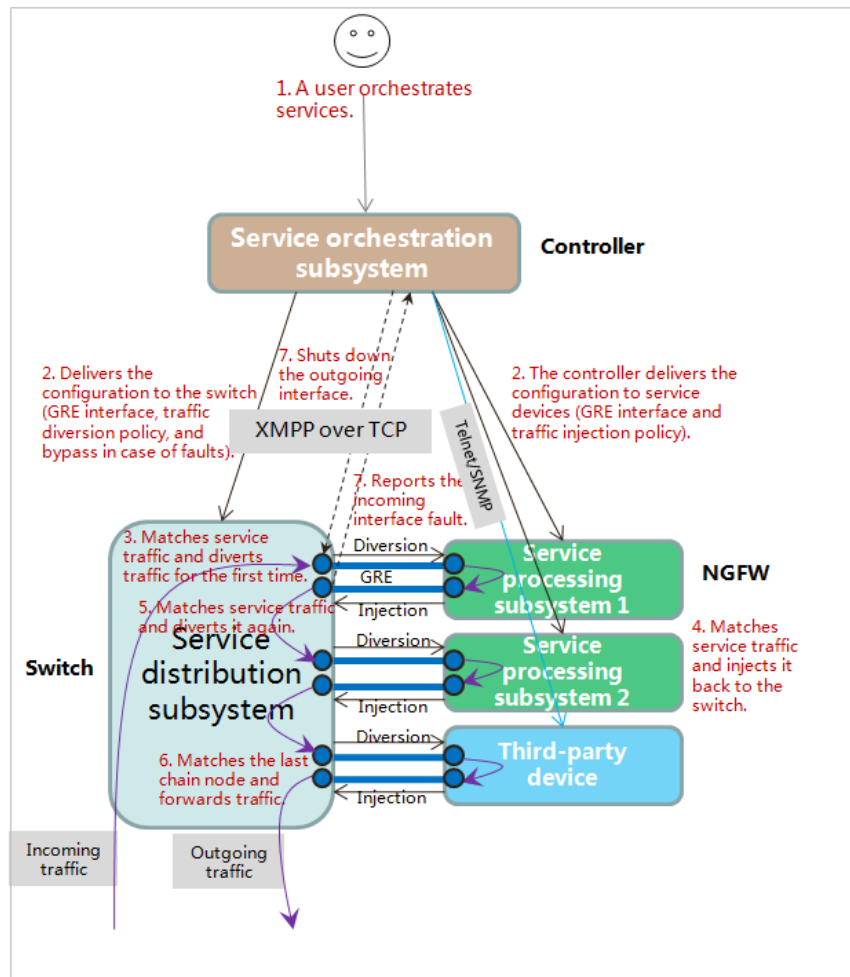 1. A user orchestrates
services.
Service orchestration
subsystem
Controller
2. Delivers the
configuration to the switch
(GRE interface, traffic
diversion policy, and
bypass in case of faults).
7. Shuts down
the outgoing
interface.
2. The controller delivers the
configuration to service
devices (GRE interface and
traffic injection policy).
XMPP over TCP
Telnet/SNMP
7. Reports the
incoming
interface fault.
3. Matches service
traffic and diverts
traffic for the first time.
Diversion
GRE
Injection
Service
processing
subsystem 1
NGFW
5. Matches service traffic
and diverts it again.
Switch
Service
distribution
subsystem
Diversion
Injection
Service
processing
subsystem 2
4. Matches
service traffic
and injects it
back to the
switch.
6. Matches the last
chain node and
forwards traffic.
Diversion
Injection
Third-party
device
Incoming
traffic
Outgoing
traffic